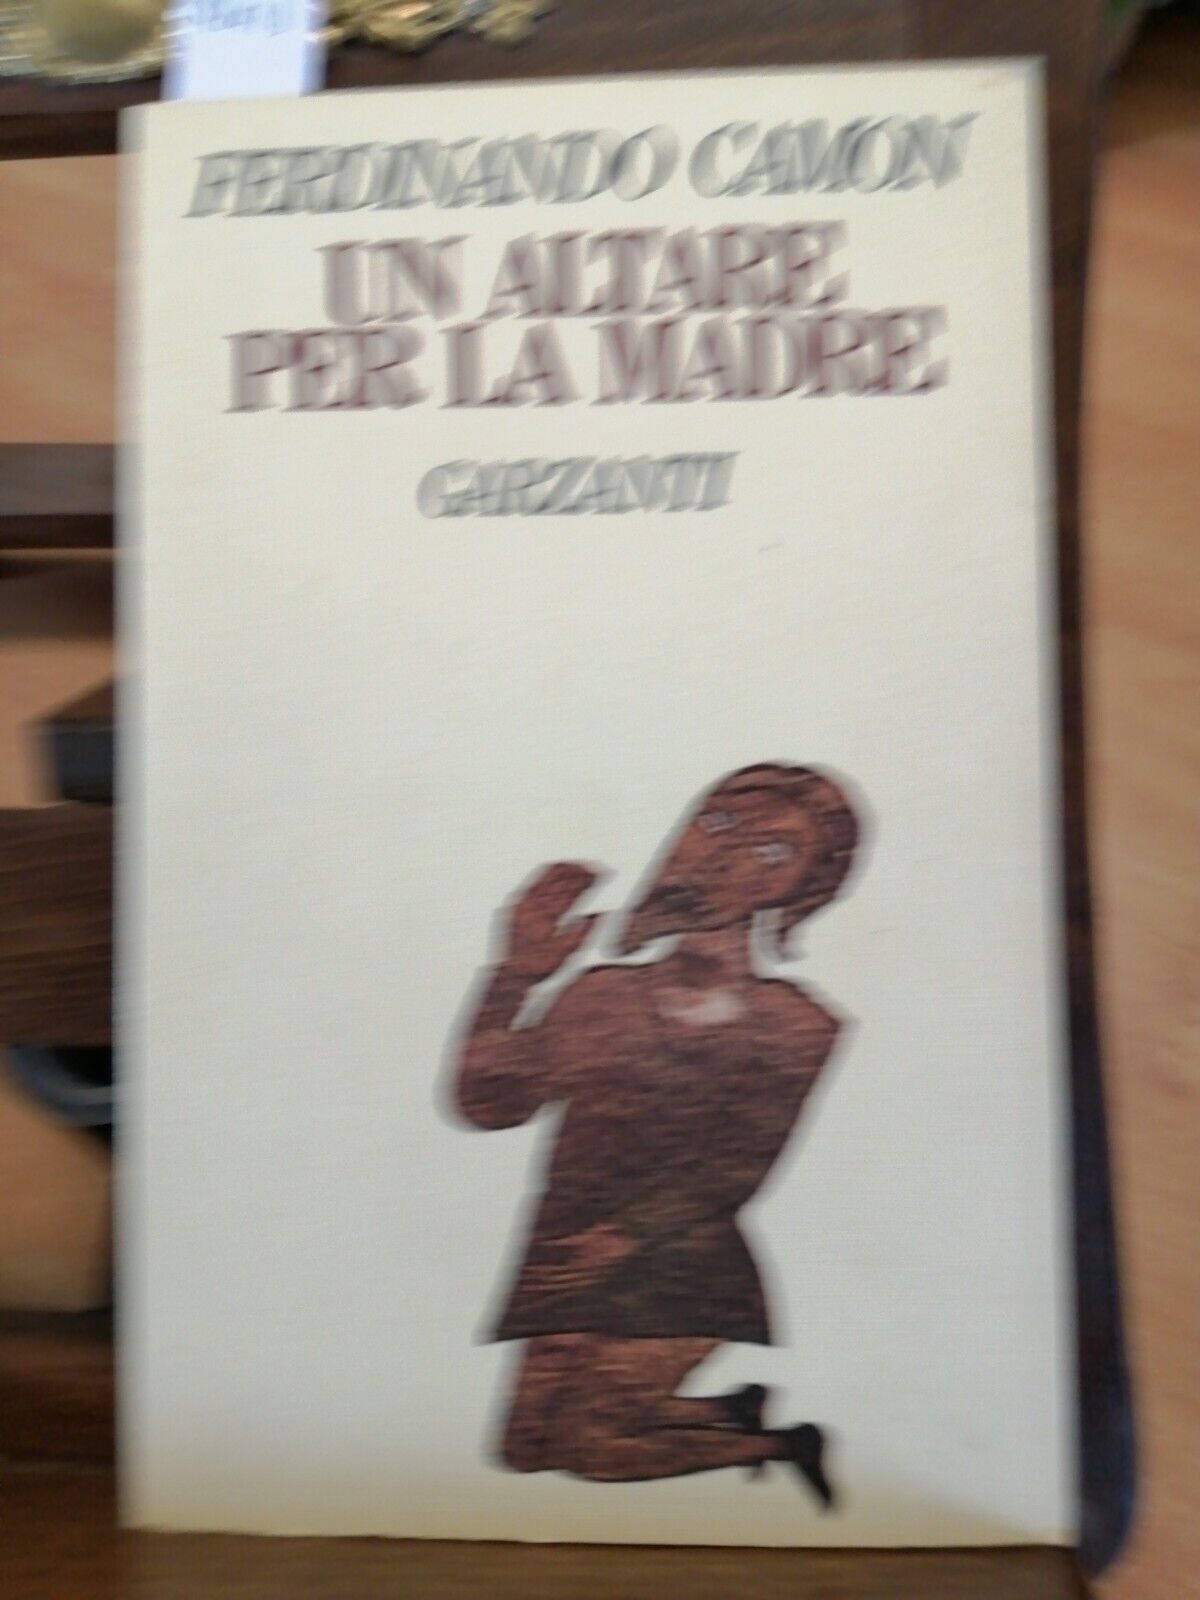 FERDINANDO CAMON
UN ALTARE
PER LA MADRE
GARZANTI